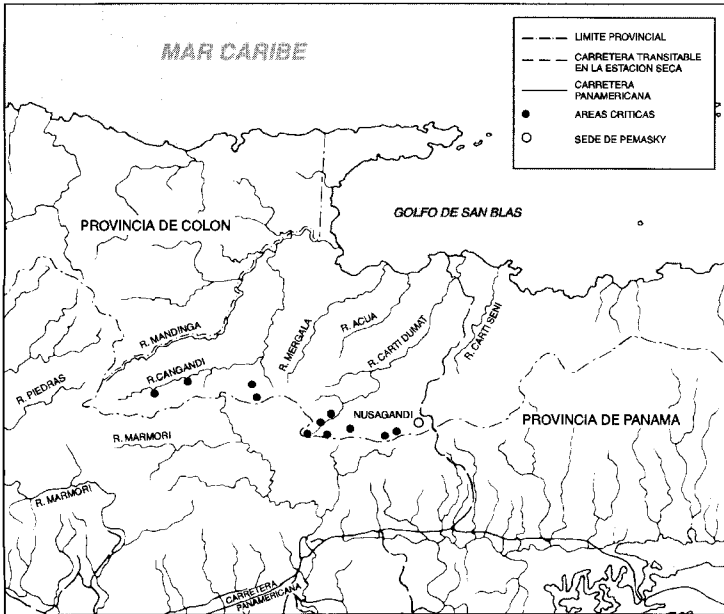 MAR CARIBE
LIMITE PROVINCIAL
CARRETERA TRANSITABLE
EN LA ESTACION SECA
CARRETERA
PANAMERICANA
AREAS CRITICAS
SEDE DE PEMASKY
PROVINCIA DE COLON
GOLFO DE SAN BLAS
R. MANDINGA
R. MERGALA
R. ACUA
R. CARTI DUMAT
R. CARTI SENI
R. PIEDRAS
R.CANGANDI
NUSAGANDI
PROVINCIA DE PANAMA
R. MARMORI
R. MARMORI
CARRETERA
PANAMERICANA